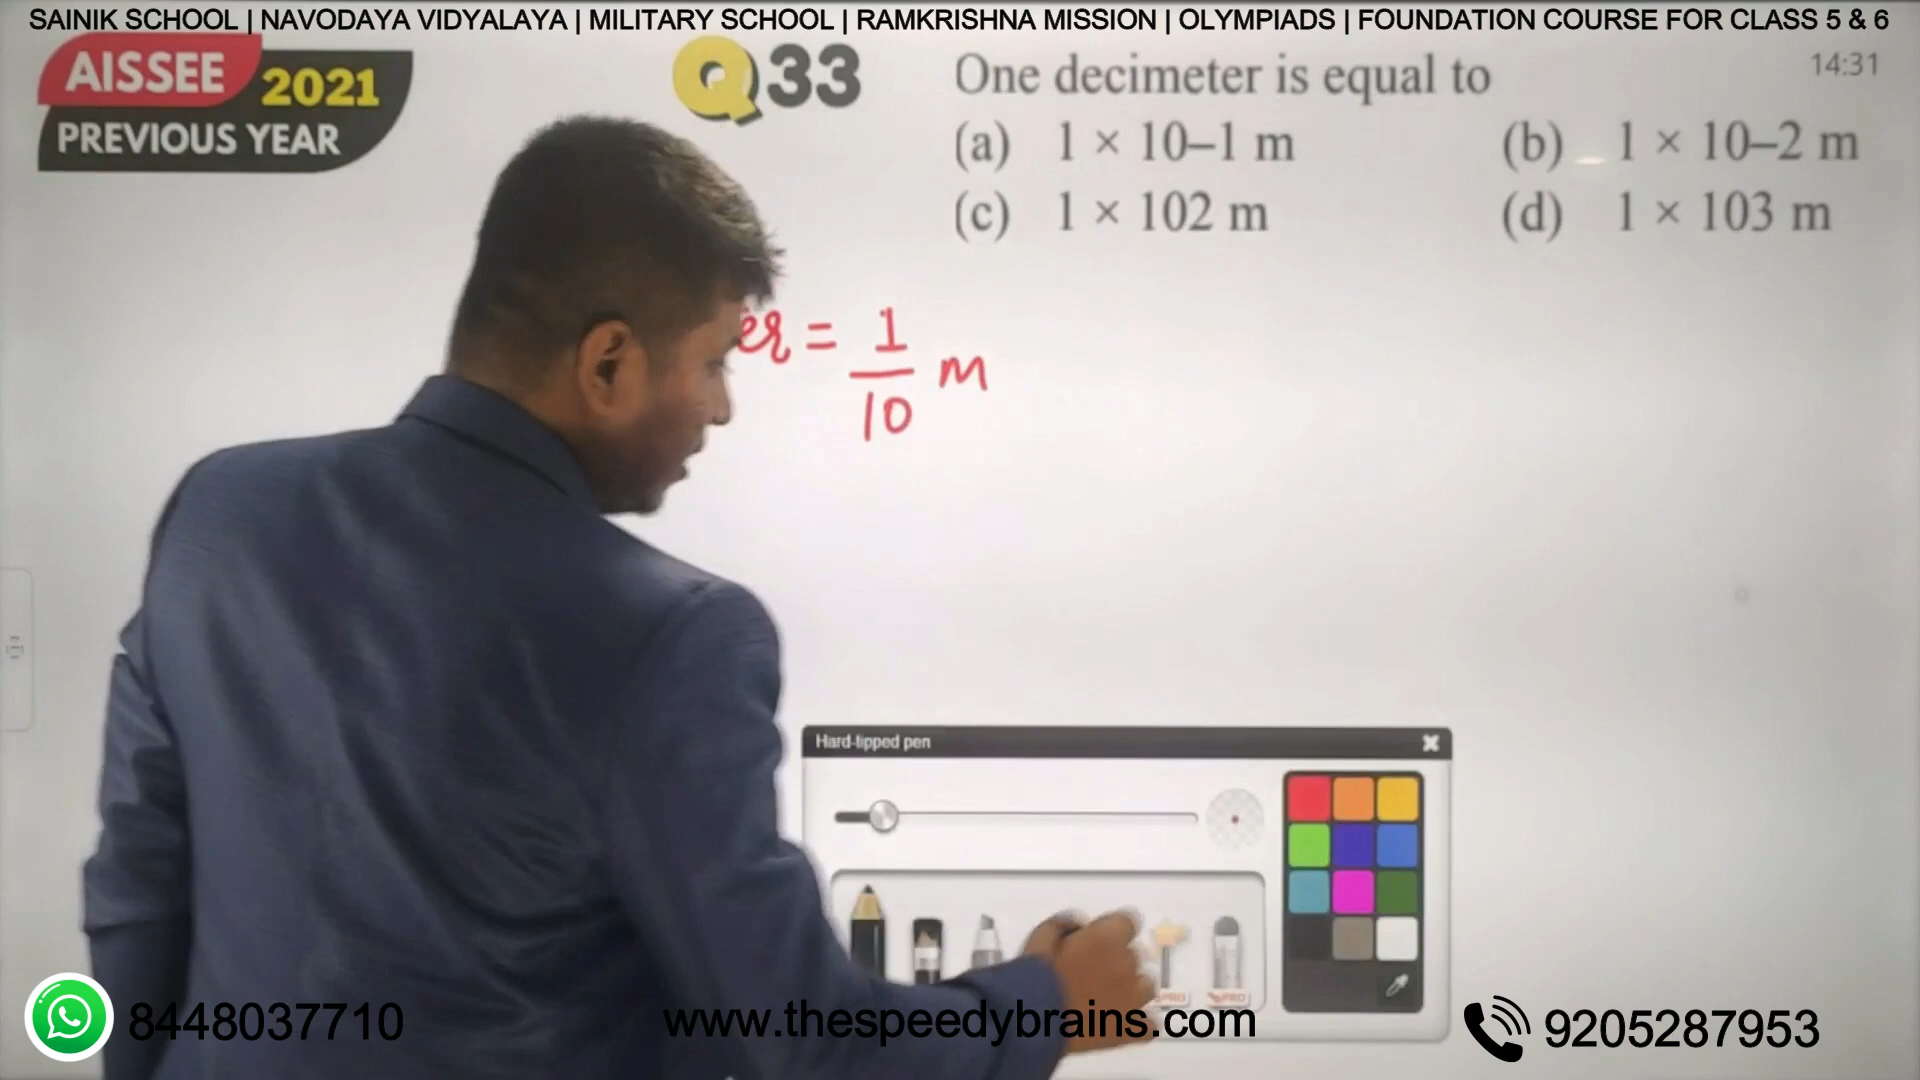 SAINIK SCHOOL | NAVODAYA VIDYALAYA | MILITARY SCHOOL | RAMKRISHNA MISSION | OLYMPIADS | FOUNDATION COURSE FOR CLASS 5 & 6
AISSEE 2021
PREVIOUS YEAR
Q33
One decimeter is equal to
14:31
(a) 1 × 10–1 m
(b) 1 × 10–2 m
(c) 1 × 102 m
(d) 1 × 103 m
er = 1/10 m
Hard-tipped pen
PRO
PRO
8448037710
www.thespeedybrains.com
9205287953